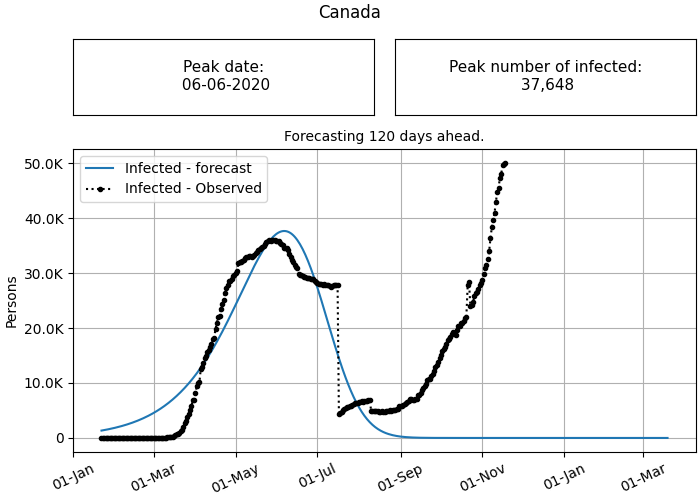 Canada
Peak date:
06-06-2020
Peak number of infected:
37,648
Forecasting 120 days ahead.
Infected - forecast
Infected - Observed
Persons
50.0K
40.0K
30.0K
20.0K
10.0K
0
01-Jan
01-Mar
01-May
01-Jul
01-Sep
01-Nov
01-Jan
01-Mar